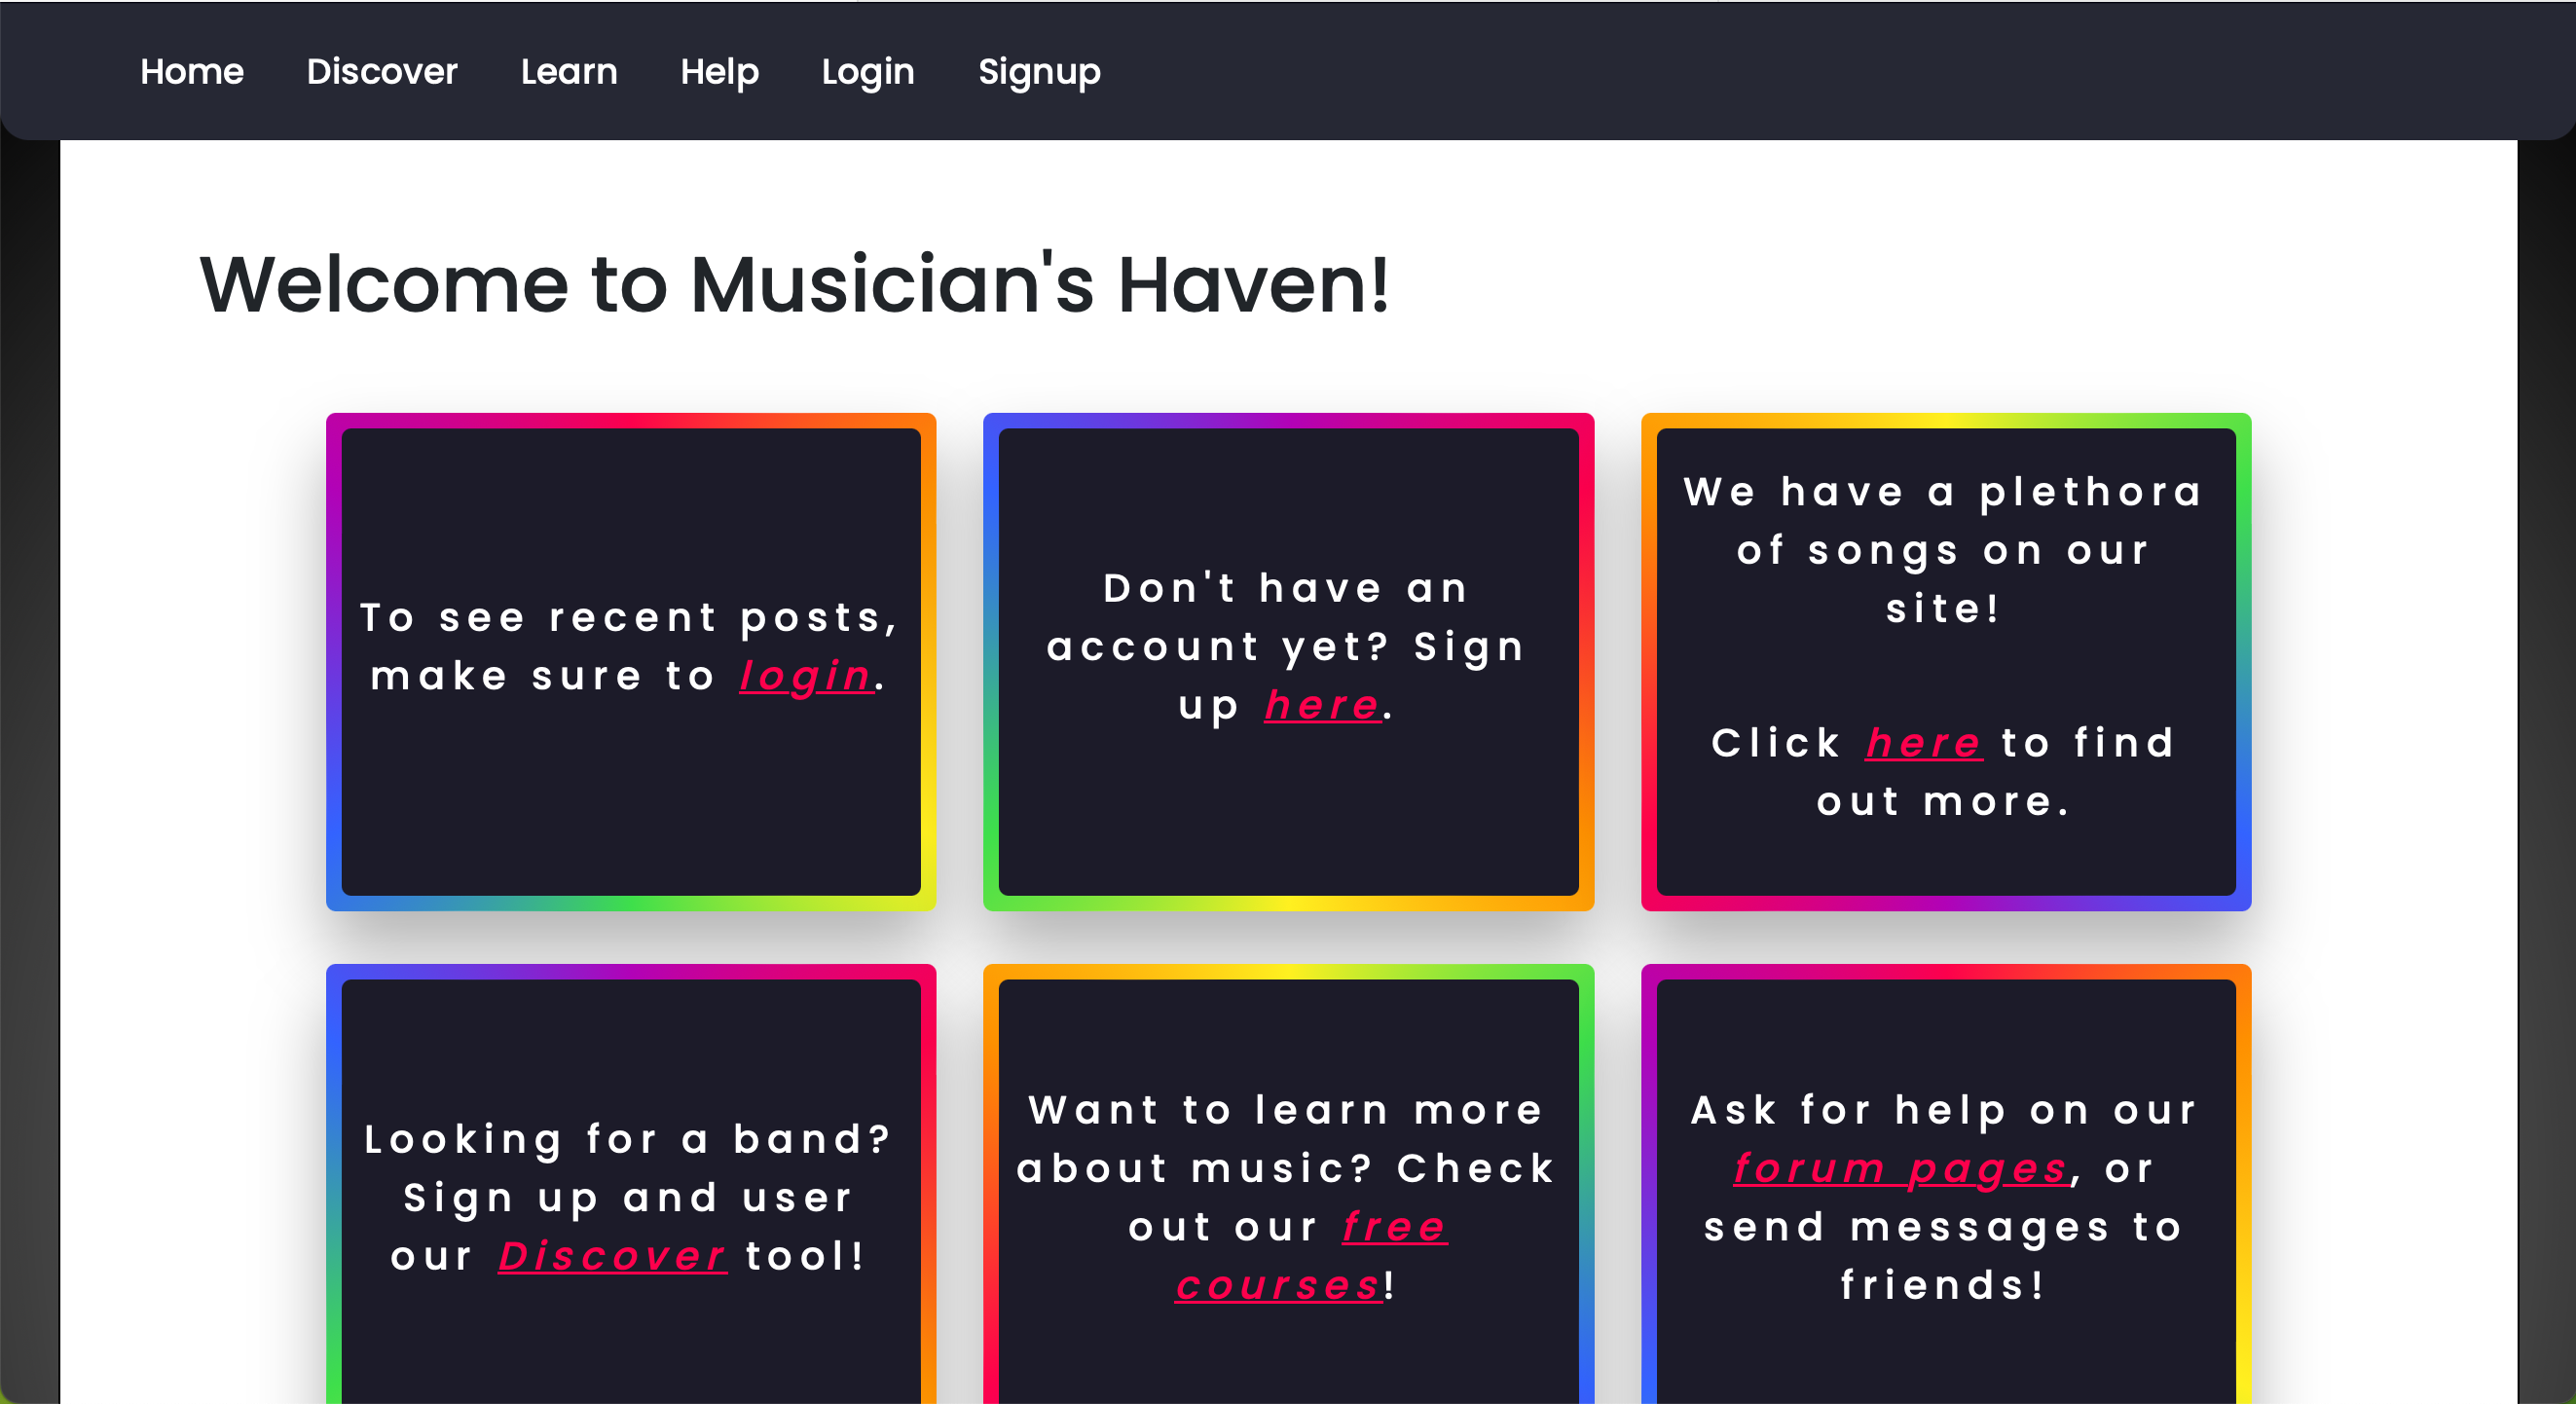 Home Discover Learn Help Login Signup
Welcome to Musician's Haven!
To see recent posts,
make sure to login.
Don't have an
account yet? Sign
up here.
We have a plethora
of songs on our
site!
Click here to find
out more.
Looking for a band?
Sign up and user
our Discover tool!
Want to learn more
about music? Check
out our free
courses!
Ask for help on our
forum pages, or
send messages to
friends!